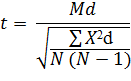 t = Md / √(∑ X²d / N (N − 1))